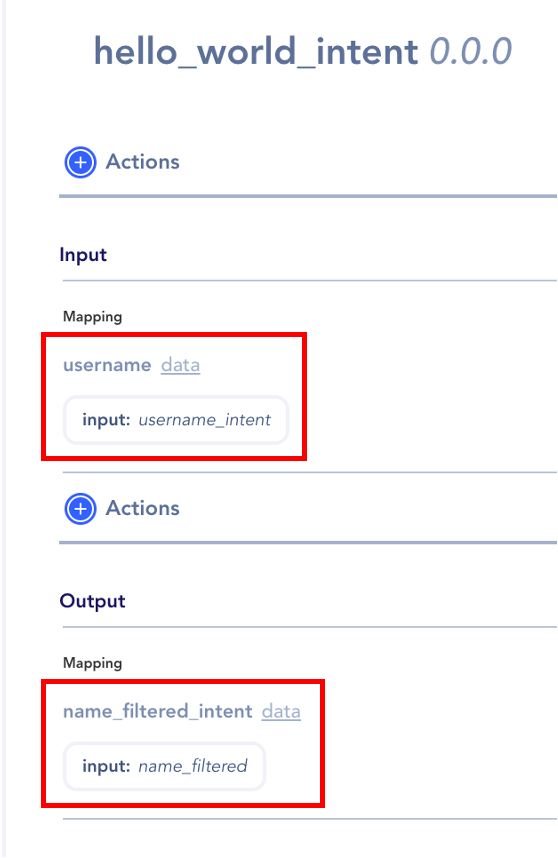 hello_world_intent 0.0.0
Actions
Input
Mapping
username data
input: username_intent
Actions
Output
Mapping
name_filtered_intent data
input: name_filtered